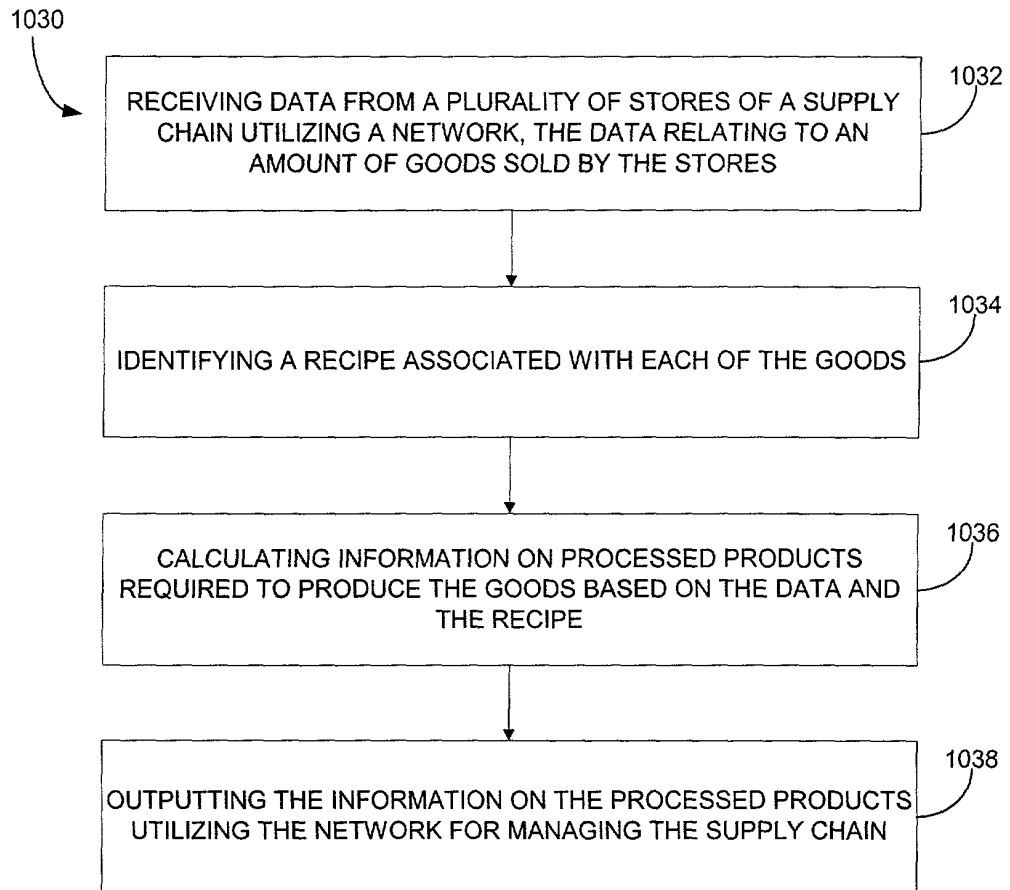 1030
1032
RECEIVING DATA FROM A PLURALITY OF STORES OF A SUPPLY
CHAIN UTILIZING A NETWORK, THE DATA RELATING TO AN
AMOUNT OF GOODS SOLD BY THE STORES
1034
IDENTIFYING A RECIPE ASSOCIATED WITH EACH OF THE GOODS
1036
CALCULATING INFORMATION ON PROCESSED PRODUCTS
REQUIRED TO PRODUCE THE GOODS BASED ON THE DATA AND
THE RECIPE
1038
OUTPUTTING THE INFORMATION ON THE PROCESSED PRODUCTS
UTILIZING THE NETWORK FOR MANAGING THE SUPPLY CHAIN